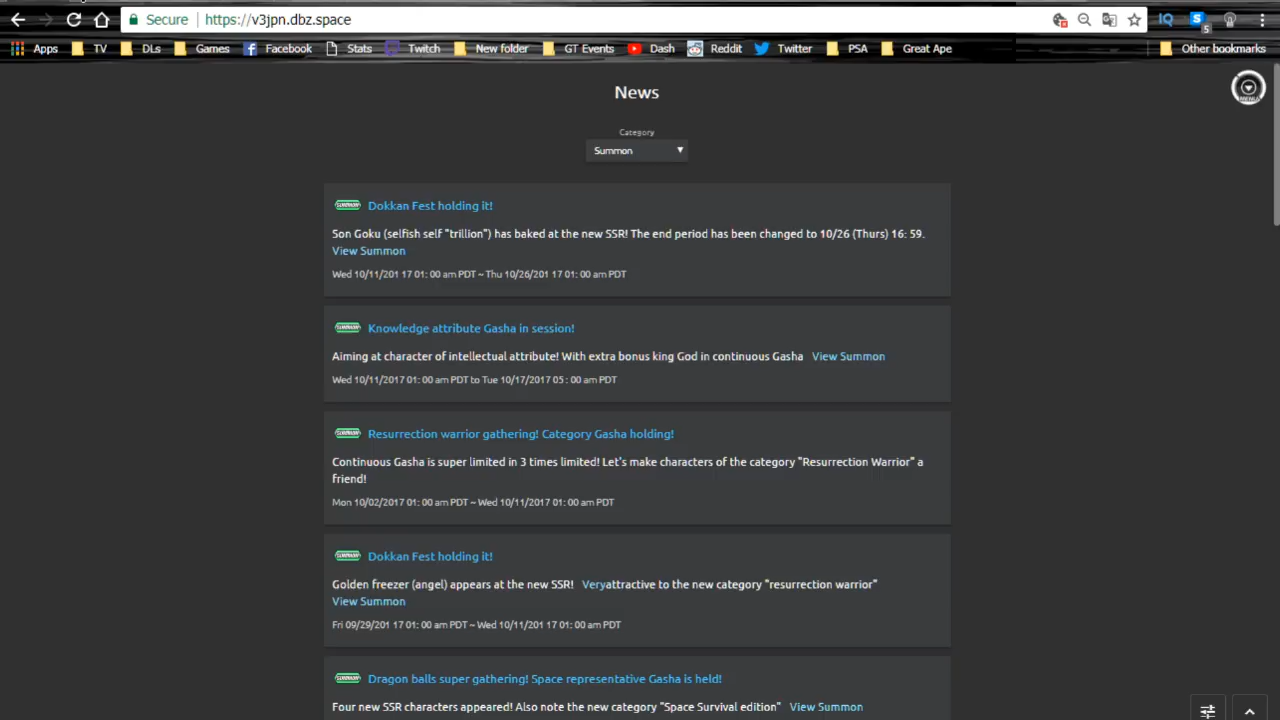 Secure https://v3jpn.dbz.space
Apps TV DLs Games Facebook Stats Twitch New folder GT Events Dash Reddit Twitter PSA Great Ape Other bookmarks
5
News
Category
Summon
SUMMON Dokkan Fest holding it!
Son Goku (selfish self "trillion") has baked at the new SSR! The end period has been changed to 10/26 (Thurs) 16: 59.
View Summon
Wed 10/11/201 17 01: 00 am PDT ~ Thu 10/26/201 17 01: 00 am PDT
SUMMON Knowledge attribute Gasha in session!
Aiming at character of intellectual attribute! With extra bonus king God in continuous Gasha View Summon
Wed 10/11/2017 01: 00 am PDT to Tue 10/17/2017 05 : 00 am PDT
SUMMON Resurrection warrior gathering! Category Gasha holding!
Continuous Gasha is super limited in 3 times limited! Let's make characters of the category "Resurrection Warrior" a
friend!
Mon 10/02/2017 01: 00 am PDT ~ Wed 10/11/2017 01: 00 am PDT
SUMMON Dokkan Fest holding it!
Golden freezer (angel) appears at the new SSR! Veryattractive to the new category "resurrection warrior"
View Summon
Fri 09/29/201 17 01: 00 am PDT ~ Wed 10/11/201 17 01: 00 am PDT
SUMMON Dragon balls super gathering! Space representative Gasha is held!
Four new SSR characters appeared! Also note the new category "Space Survival edition" View Summon